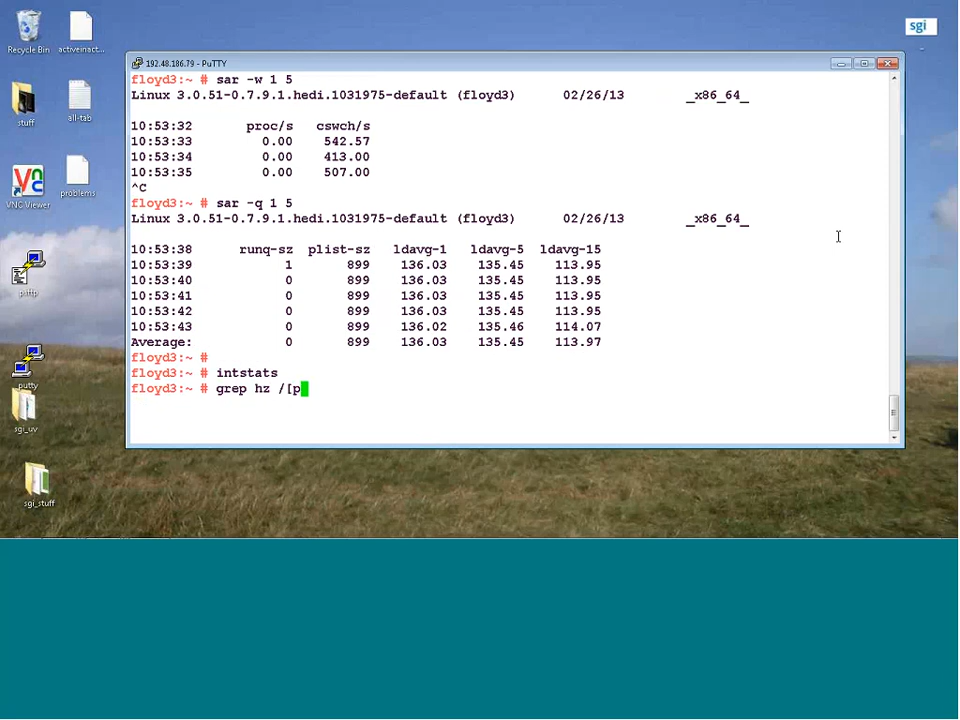 sgi
Recycle Bin
activeinact...
stuff
all-tab
VNC Viewer
problems
psftp
putty
sgi_uv
sgi_stuff
192.48.186.79 - PuTTY
floyd3:~ # sar -w 1 5
Linux 3.0.51-0.7.9.1.hedi.1031975-default (floyd3) 02/26/13 _x86_64_
10:53:32 proc/s cswch/s
10:53:33 0.00 542.57
10:53:34 0.00 413.00
10:53:35 0.00 507.00
^C
floyd3:~ # sar -q 1 5
Linux 3.0.51-0.7.9.1.hedi.1031975-default (floyd3) 02/26/13 _x86_64_
10:53:38 runq-sz plist-sz ldavg-1 ldavg-5 ldavg-15
10:53:39 1 899 136.03 135.45 113.95
10:53:40 0 899 136.03 135.45 113.95
10:53:41 0 899 136.03 135.45 113.95
10:53:42 0 899 136.03 135.45 113.95
10:53:43 0 899 136.02 135.46 114.07
Average: 0 899 136.03 135.45 113.97
floyd3:~ #
floyd3:~ # intstats
floyd3:~ # grep hz /[p